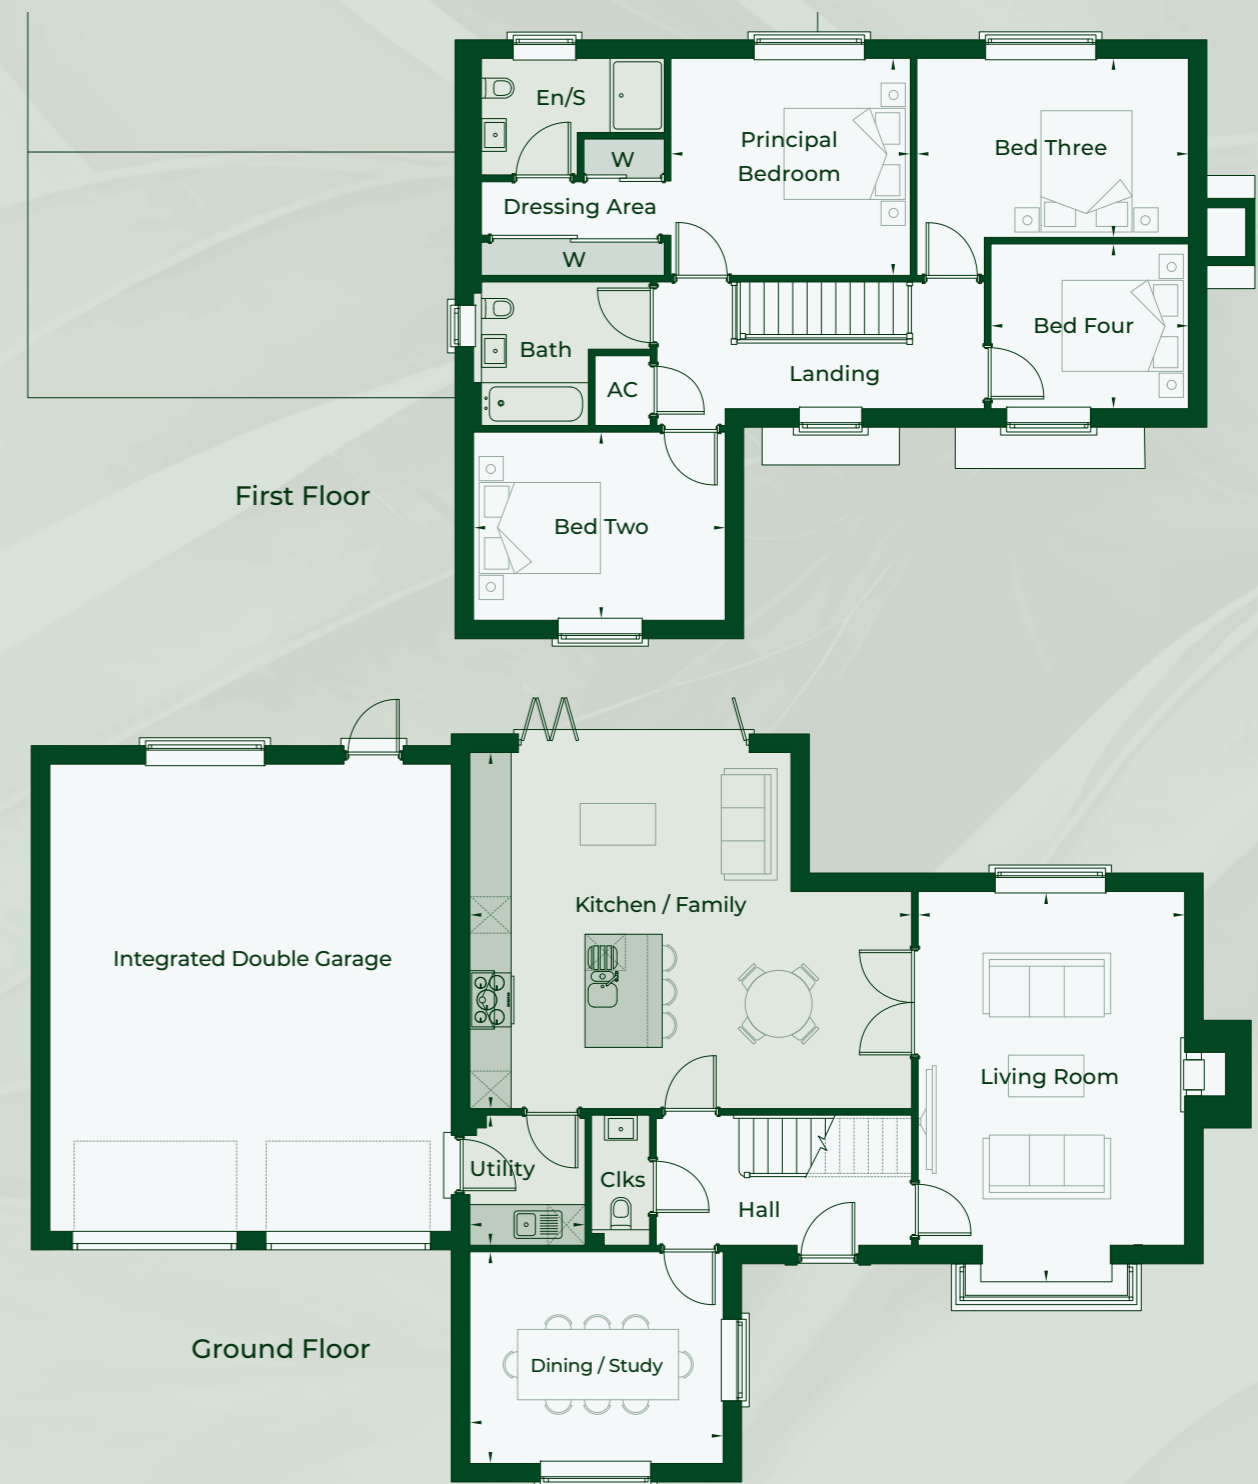 En/S
W
Principal
Bedroom
Bed Three
Dressing Area
W
Bath
AC
Landing
Bed Four
First Floor
Bed Two
Kitchen / Family
Integrated Double Garage
Living Room
Utility
Clks
Hall
Ground Floor
Dining / Study